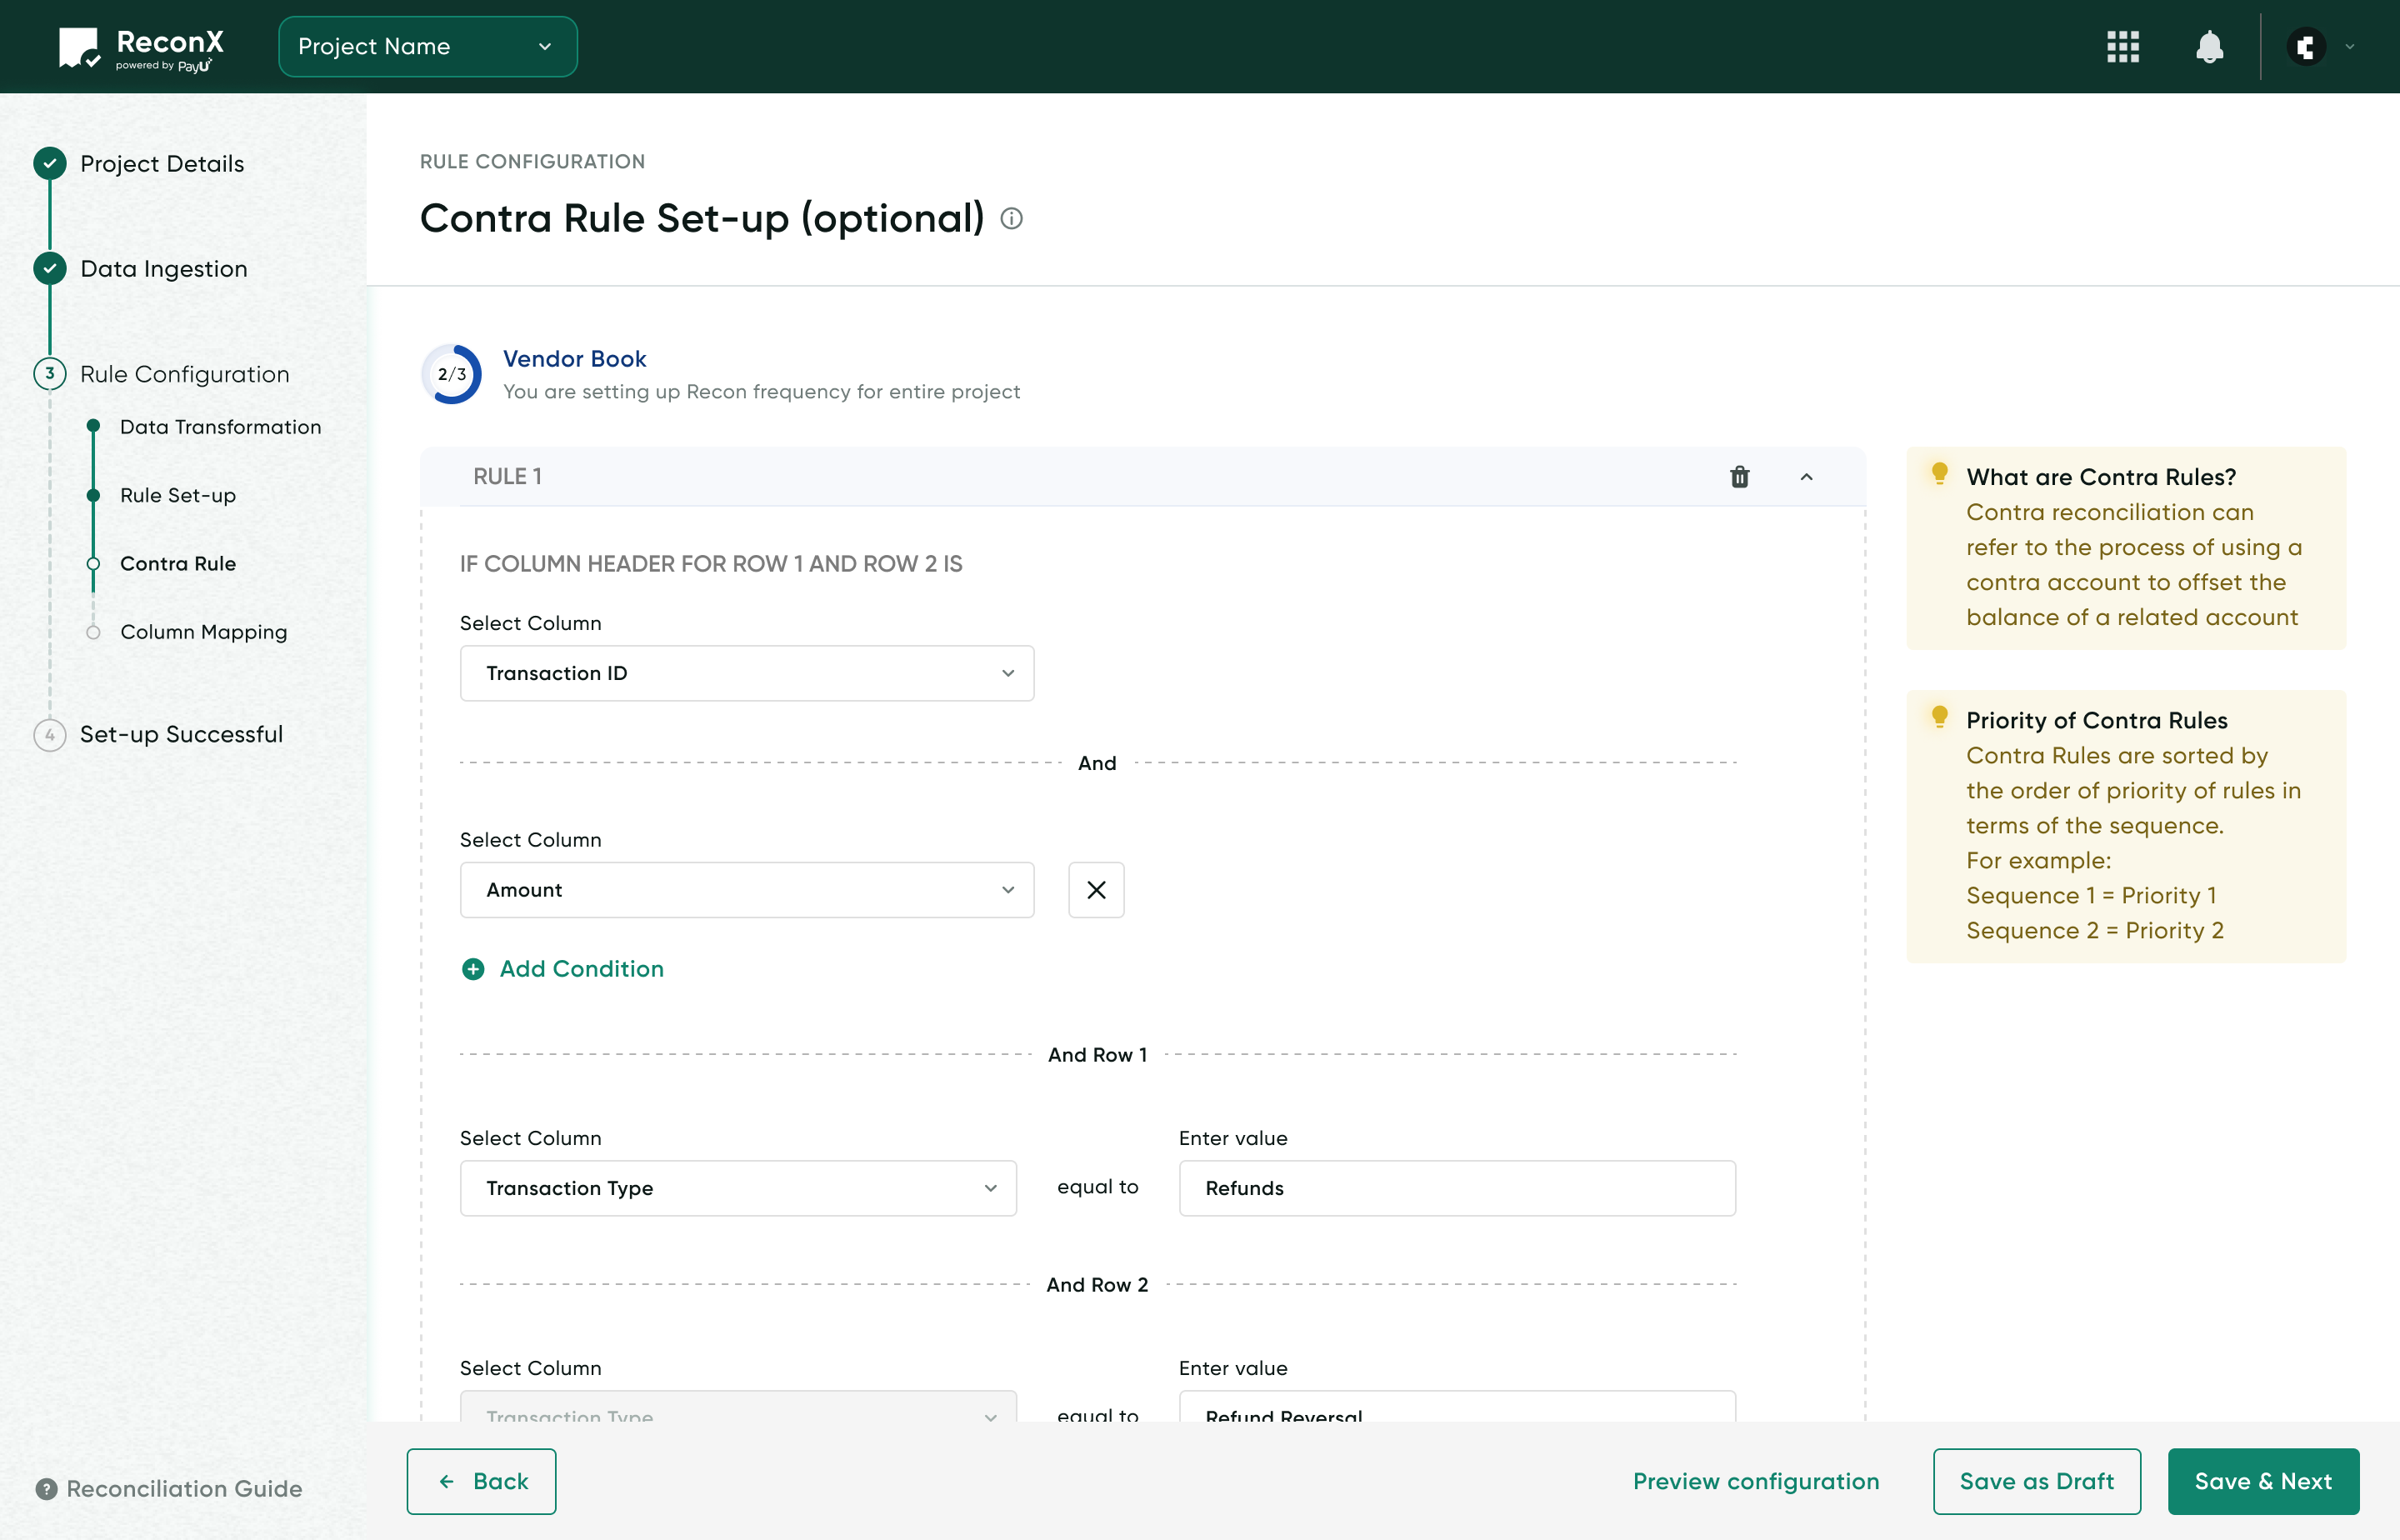 ReconX
powered by PayU
Project Name
Project Details
Data Ingestion
3
Rule Configuration
Data Transformation
Rule Set-up
Contra Rule
Column Mapping
4
Set-up Successful
Reconciliation Guide
RULE CONFIGURATION
Contra Rule Set-up (optional)
2/3
Vendor Book
You are setting up Recon frequency for entire project
RULE 1
IF COLUMN HEADER FOR ROW 1 AND ROW 2 IS
Select Column
Transaction ID
And
Select Column
Amount
Add Condition
And Row 1
Select Column
Enter value
Transaction Type
equal to
Refunds
And Row 2
Select Column
Enter value
Transaction Type
equal to
Refund Reversal
What are Contra Rules?
Contra reconciliation can
refer to the process of using a
contra account to offset the
balance of a related account
Priority of Contra Rules
Contra Rules are sorted by
the order of priority of rules in
terms of the sequence.
For example:
Sequence 1 = Priority 1
Sequence 2 = Priority 2
Back
Preview configuration
Save as Draft
Save & Next